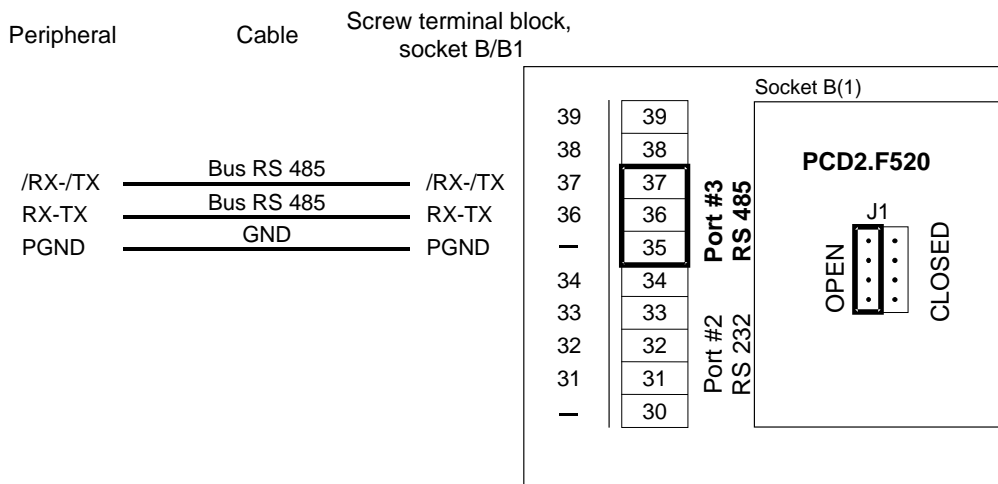 Peripheral
Cable
Screw terminal block,
socket B/B1
Socket B(1)
39 39
38 38
/RX-/TX Bus RS 485 /RX-/TX 37 37
RX-TX Bus RS 485 RX-TX 36 36
PGND GND PGND – 35
34 34
33 33
32 32
31 31
– 30
Port #3
RS 485
Port #2
RS 232
PCD2.F520
J1
OPEN
CLOSED